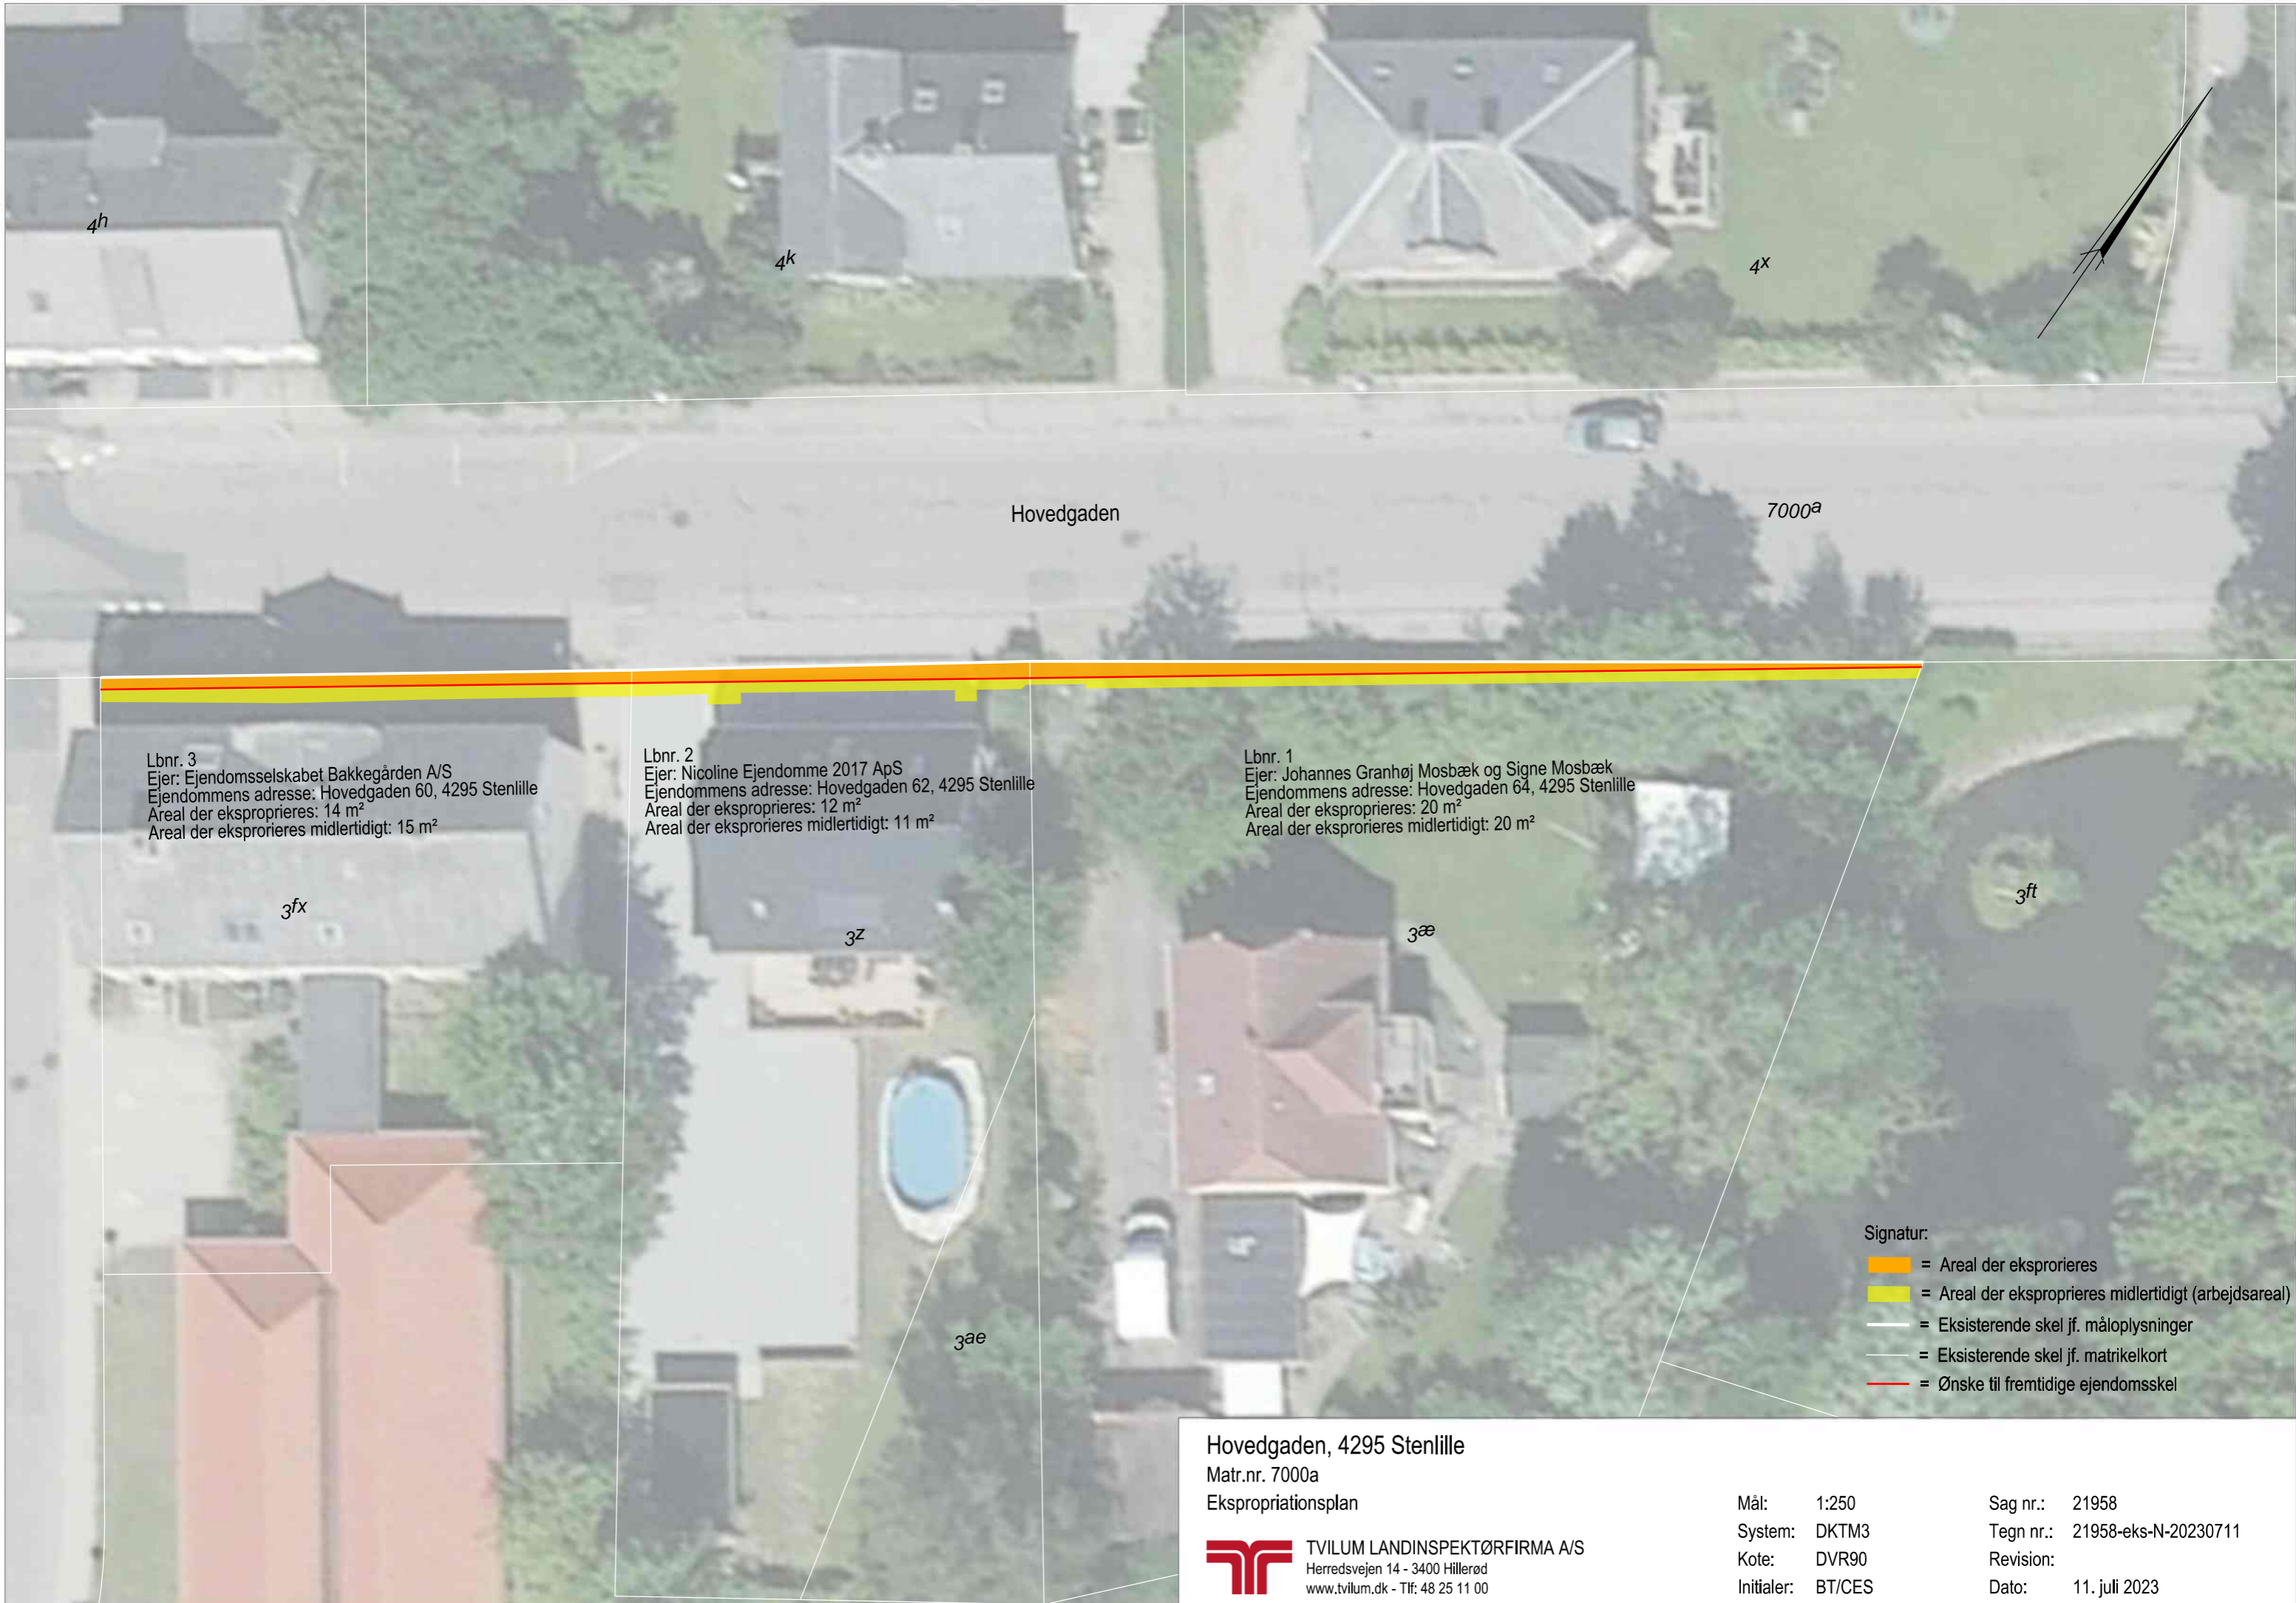 4h
4k
4x
Hovedgaden
7000a
Lbnr. 3
Ejer: Ejendomsselskabet Bakkegården A/S
Ejendommens adresse: Hovedgaden 60, 4295 Stenlille
Areal der eksproprieres: 14 m²
Areal der eksprorieres midlertidigt: 15 m²
Lbnr. 2
Ejer: Nicoline Ejendomme 2017 ApS
Ejendommens adresse: Hovedgaden 62, 4295 Stenlille
Areal der eksproprieres: 12 m²
Areal der eksprorieres midlertidigt: 11 m²
Lbnr. 1
Ejer: Johannes Granhøj Mosbæk og Signe Mosbæk
Ejendommens adresse: Hovedgaden 64, 4295 Stenlille
Areal der eksproprieres: 20 m²
Areal der eksprorieres midlertidigt: 20 m²
3fx
3z
3æ
3ft
3ae
Signatur:
= Areal der eksprorieres
= Areal der eksproprieres midlertidigt (arbejdsareal)
= Eksisterende skel jf. måloplysninger
= Eksisterende skel jf. matrikelkort
= Ønske til fremtidige ejendomsskel
Hovedgaden, 4295 Stenlille
Matr.nr. 7000a
Ekspropriationsplan
TVILUM LANDINSPEKTØRFIRMA A/S
Herredsvejen 14 - 3400 Hillerød
www.tvilum.dk - Tlf: 48 25 11 00
Mål: 1:250
System: DKTM3
Kote: DVR90
Initialer: BT/CES
Sag nr.: 21958
Tegn nr.: 21958-eks-N-20230711
Revision:
Dato: 11. juli 2023